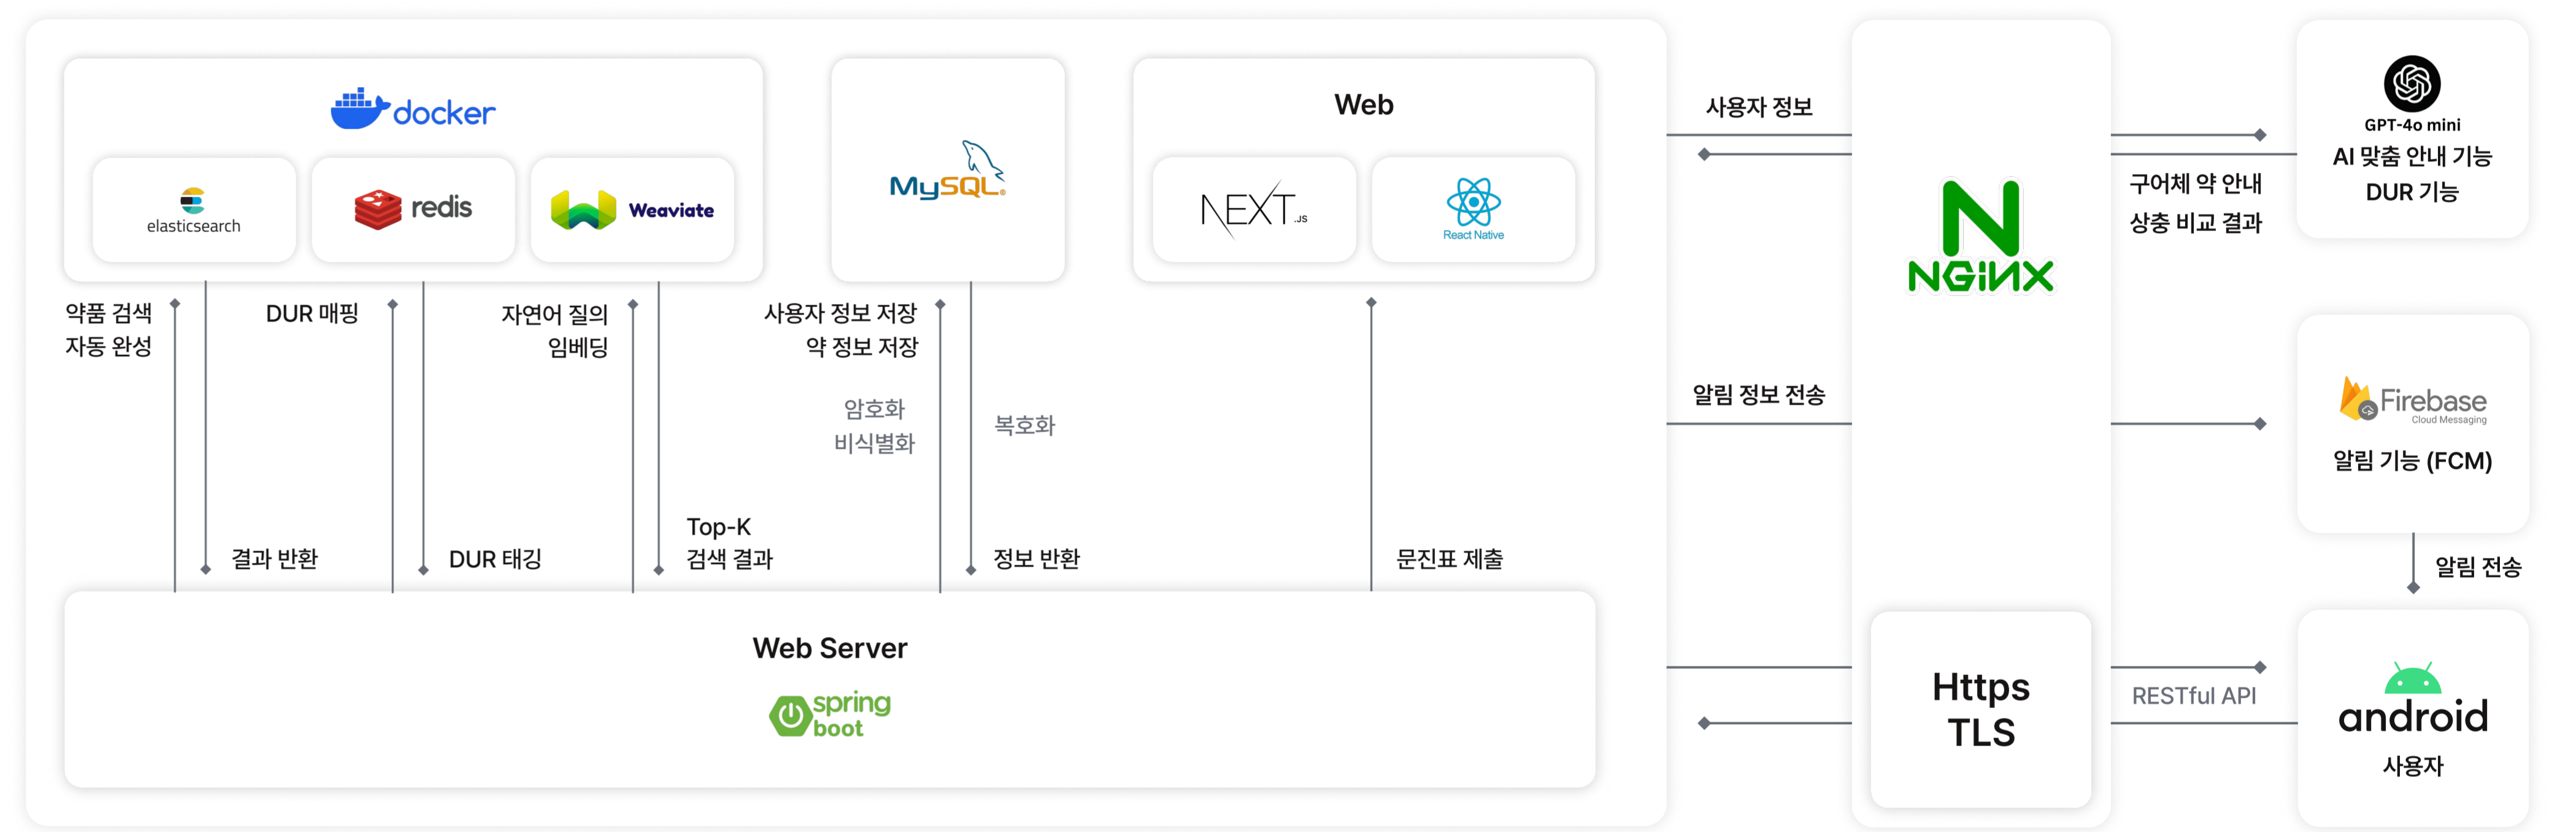 docker
elasticsearch
redis
Weaviate
MySQL®
Web
NEXT.JS
React Native
약품 검색
자동 완성
결과 반환
DUR 매핑
DUR 태깅
자연어 질의
임베딩
Top-K
검색 결과
사용자 정보 저장
약 정보 저장
암호화
비식별화
복호화
정보 반환
문진표 제출
Web Server
spring
boot
사용자 정보
알림 정보 전송
NGiNX
Https
TLS
구어체 약 안내
상충 비교 결과
RESTful API
GPT-4o mini
AI 맞춤 안내 기능
DUR 기능
Firebase
Cloud Messaging
알림 기능 (FCM)
알림 전송
android
사용자